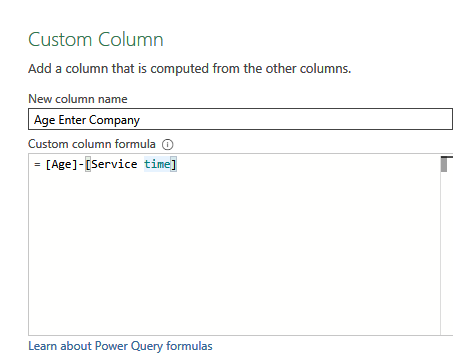 Custom Column
Add a column that is computed from the other columns.
New column name
Age Enter Company
Custom column formula
= [Age]-[Service time]
Learn about Power Query formulas